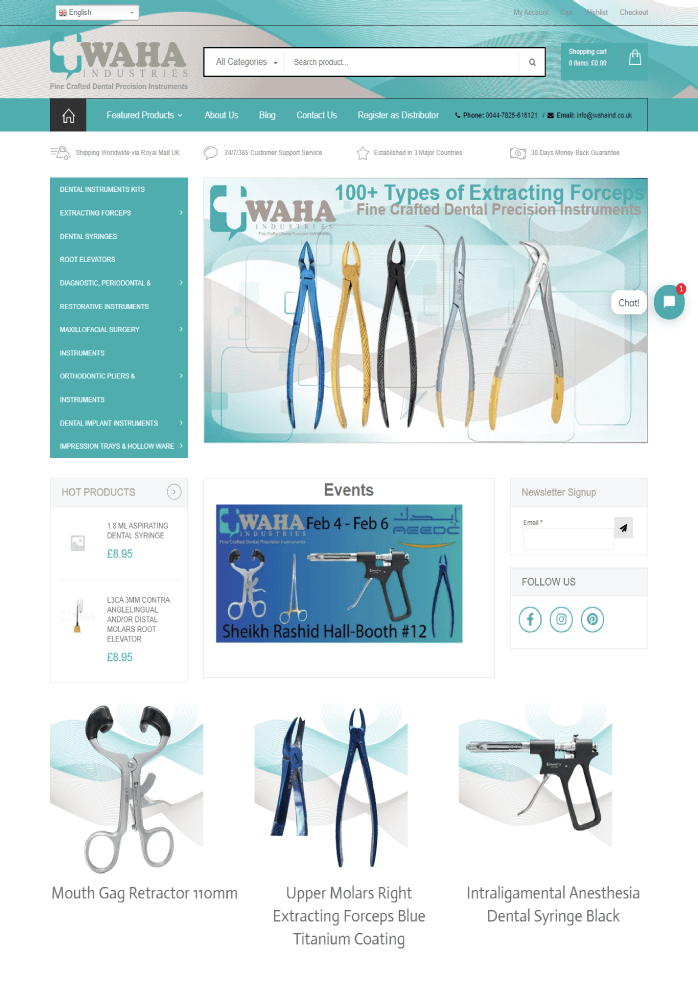 English
My Account
Cart
Wishlist
Checkout
WAHA
INDUSTRIES
Fine Crafted Dental Precision Instruments
All Categories
Search product...
Shopping cart
0 items £0.00
Featured Products
About Us
Blog
Contact Us
Register as Distributor
Phone: 0044-7825-616121 / Email: info@wahaind.co.uk
Shipping Worldwide via Royal Mail UK
24/7/365 Customer Support Service
Established in 3 Major Countries
30 Days Money Back Guarantee
DENTAL INSTRUMENTS KITS
EXTRACTING FORCEPS
DENTAL SYRINGES
ROOT ELEVATORS
DIAGNOSTIC, PERIODONTAL &
RESTORATIVE INSTRUMENTS
MAXILLOFACIAL SURGERY
INSTRUMENTS
ORTHODONTIC PLIERS &
INSTRUMENTS
DENTAL IMPLANT INSTRUMENTS
IMPRESSION TRAYS & HOLLOW WARE
WAHA
INDUSTRIES
Fine Crafted Dental Precision Instruments
100+ Types of Extracting Forceps
Fine Crafted Dental Precision Instruments
Chat!
1
HOT PRODUCTS
1.8 ML ASPIRATING
DENTAL SYRINGE
£8.95
L3CA 3MM CONTRA
ANGLELINGUAL
AND/OR DISTAL
MOLARS ROOT
ELEVATOR
£8.95
Events
WAHA
INDUSTRIES
Fine Crafted Dental Precision Instruments
Feb 4 - Feb 6
AEEDC
Sheikh Rashid Hall-Booth #12
Newsletter Signup
Email *
FOLLOW US
Mouth Gag Retractor 110mm
Upper Molars Right
Extracting Forceps Blue
Titanium Coating
Intraligamental Anesthesia
Dental Syringe Black